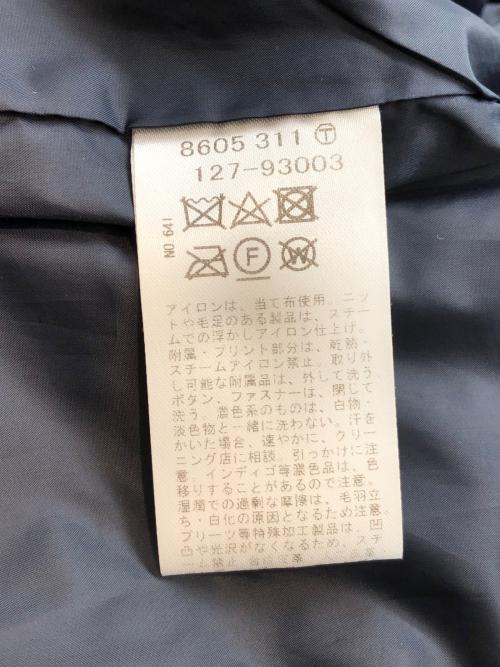 8605 311 Ⓣ
127-93003
NO.641
F
W
アイロンは、当て布使用。ニッ
トや毛足のある製品は、スチー
ムでの浮かしアイロン仕上げ。
附属・プリント部分は、乾熱・
スチームアイロン禁止。取り外
し可能な附属品は、外して洗う
ボタン、ファスナーは、閉じて
洗う。濃色系のものは、白物・
淡色物と一緒に洗わない。汗を
かいた場合、速やかに、クリー
ニング店に相談。引っかけに注
意。インディゴ等濃色品は、色
移りすることがあるので注意。
湿潤での過剰な摩擦は、毛羽立
ち・白化の原因となるため注意。
プリーツ等特殊加工製品は、凹
凸や光沢がなくなるため、スチ
ーム禁止